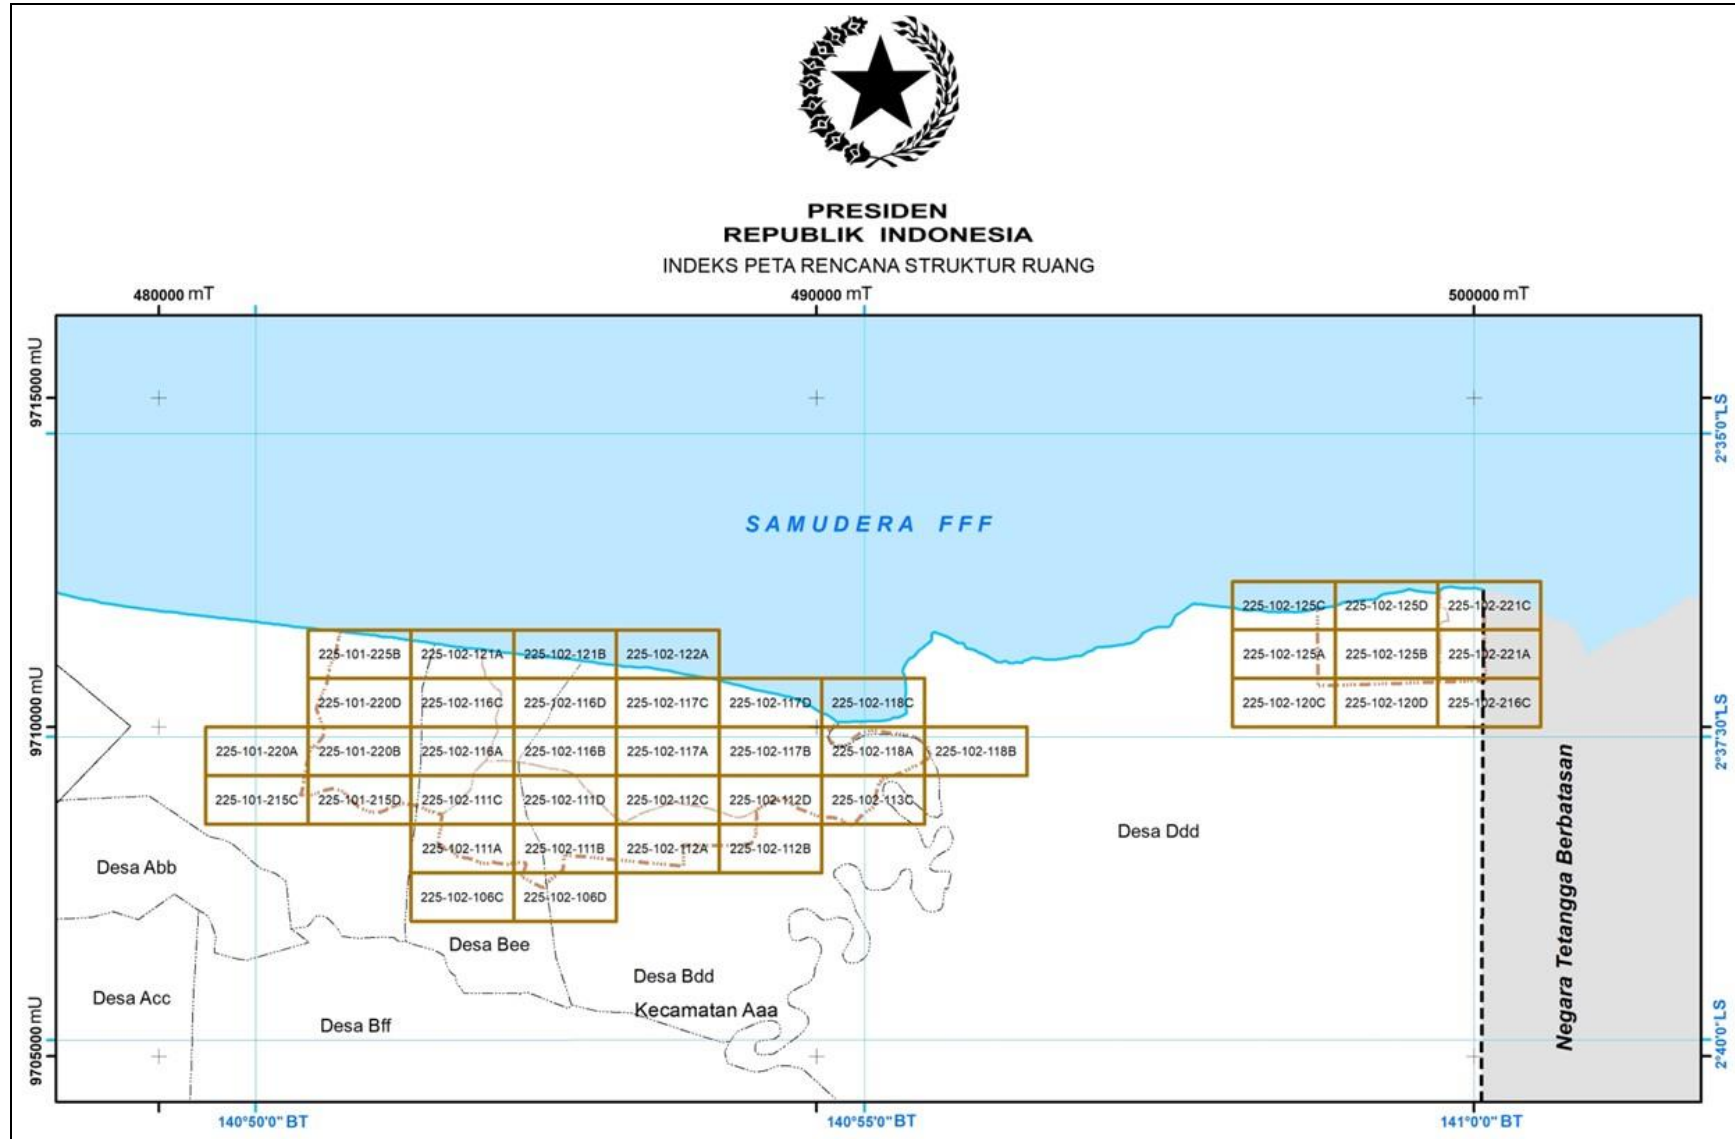 PRESIDEN
REPUBLIK INDONESIA
INDEKS PETA RENCANA STRUKTUR RUANG
480000 mT
490000 mT
500000 mT
9715000 mU
2°35'0"LS
SAMUDERA FFF
225-102-125C
225-102-125D
225-102-221C
225-101-225B
225-102-121A
225-102-121B
225-102-122A
225-102-125A
225-102-125B
225-102-221A
225-101-220D
225-102-116C
225-102-116D
225-102-117C
225-102-117D
225-102-118C
225-102-120C
225-102-120D
225-102-216C
9710000 mU
2°37'30"LS
225-101-220A
225-101-220B
225-102-116A
225-102-116B
225-102-117A
225-102-117B
225-102-118A
225-102-118B
225-101-215C
225-101-215D
225-102-111C
225-102-111D
225-102-112C
225-102-112D
225-102-113C
Desa Ddd
225-102-111A
225-102-111B
225-102-112A
225-102-112B
Desa Abb
225-102-106C
225-102-106D
Negara Tetangga Berbatasan
Desa Bee
Desa Bdd
Desa Acc
Kecamatan Aaa
Desa Bff
9705000 mU
2°40'0"LS
140°50'0"BT
140°55'0"BT
141°0'0"BT